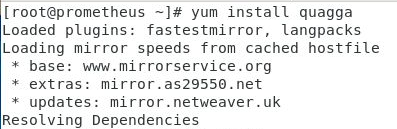 [root@prometheus ~]# yum install quagga
Loaded plugins: fastestmirror, langpacks
Loading mirror speeds from cached hostfile
 * base: www.mirrorservice.org
 * extras: mirror.as29550.net
 * updates: mirror.netweaver.uk
Resolving Dependencies